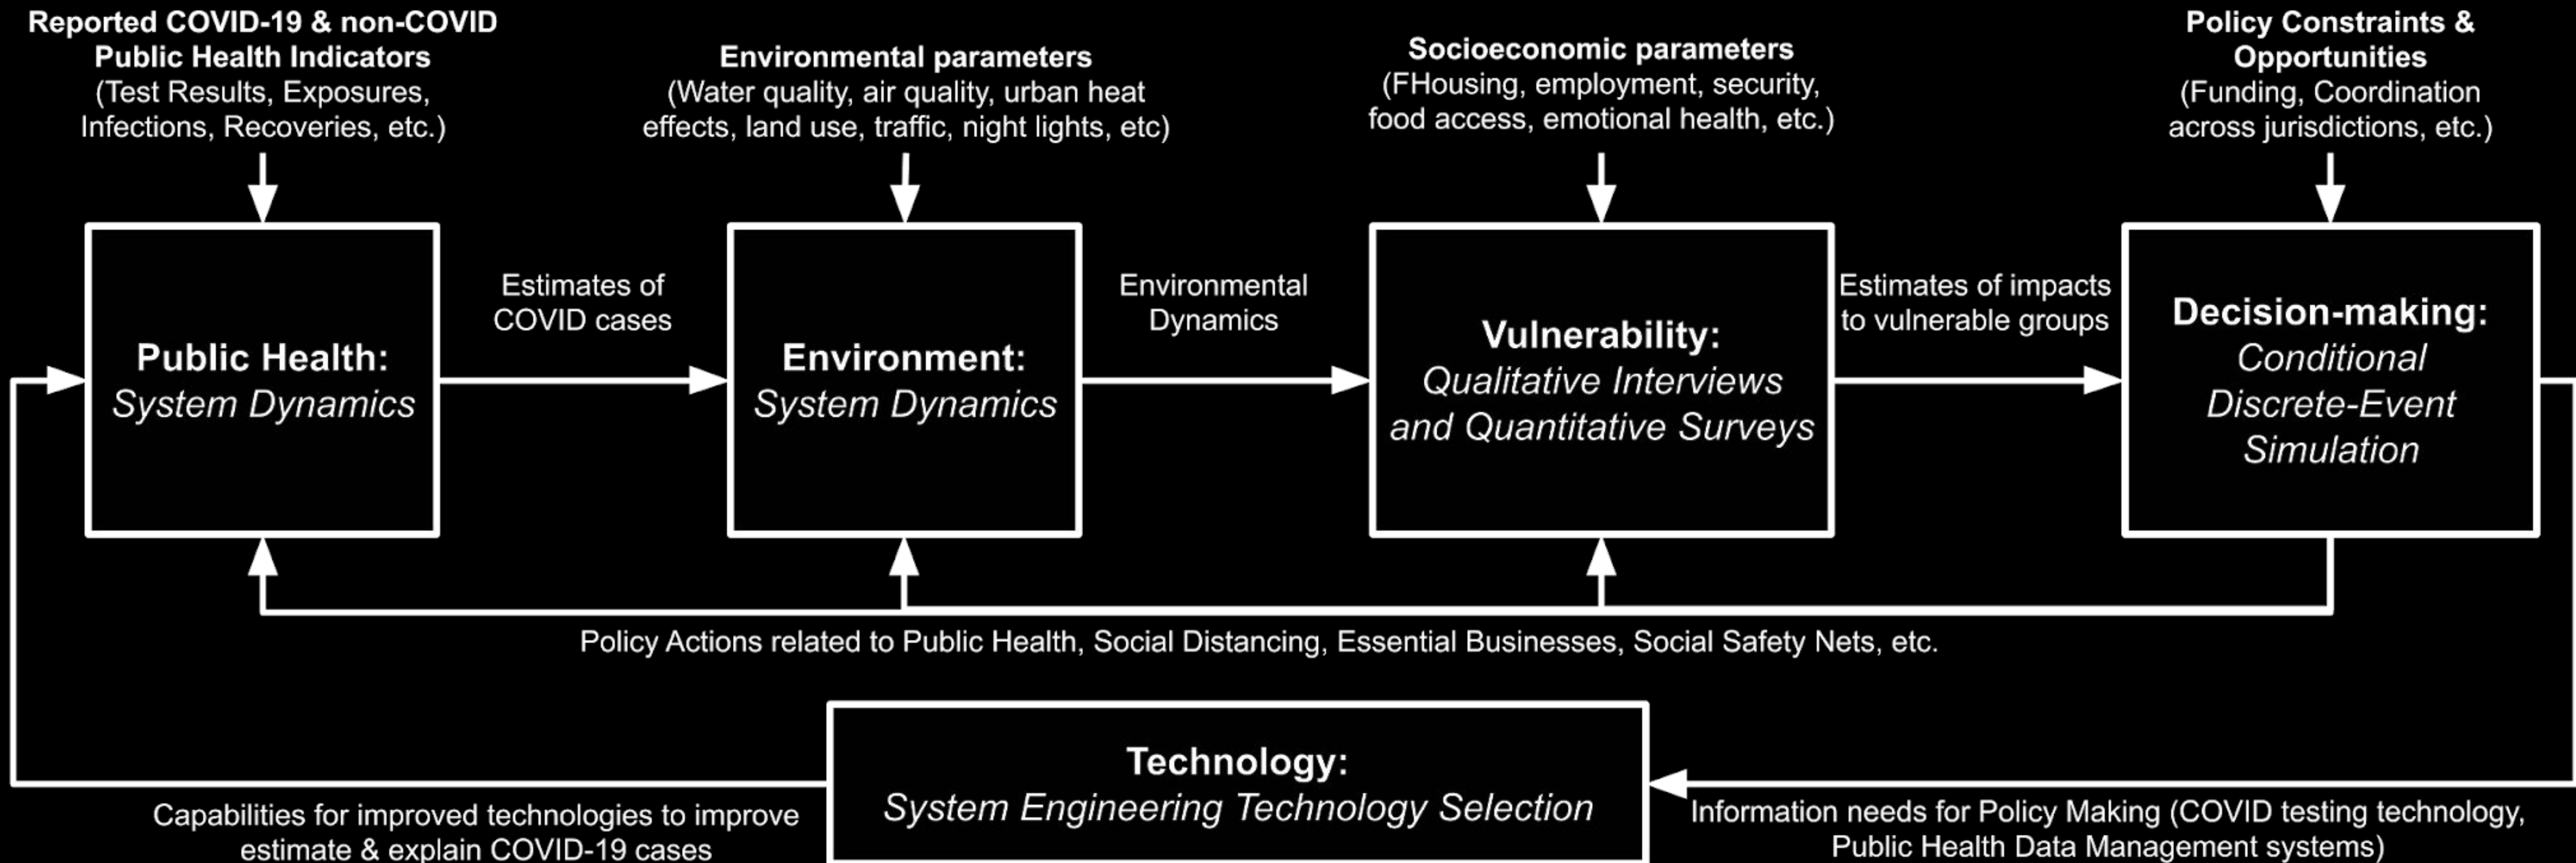 Reported COVID-19 & non-COVID
Public Health Indicators
(Test Results, Exposures,
Infections, Recoveries, etc.)
Environmental parameters
(Water quality, air quality, urban heat
effects, land use, traffic, night lights, etc)
Socioeconomic parameters
(FHousing, employment, security,
food access, emotional health, etc.)
Policy Constraints &
Opportunities
(Funding, Coordination
across jurisdictions, etc.)
Public Health:
System Dynamics
Estimates of
COVID cases
Environment:
System Dynamics
Environmental
Dynamics
Vulnerability:
Qualitative Interviews
and Quantitative Surveys
Estimates of impacts
to vulnerable groups
Decision-making:
Conditional
Discrete-Event
Simulation
Policy Actions related to Public Health, Social Distancing, Essential Businesses, Social Safety Nets, etc.
Technology:
System Engineering Technology Selection
Capabilities for improved technologies to improve
estimate & explain COVID-19 cases
Information needs for Policy Making (COVID testing technology,
Public Health Data Management systems)